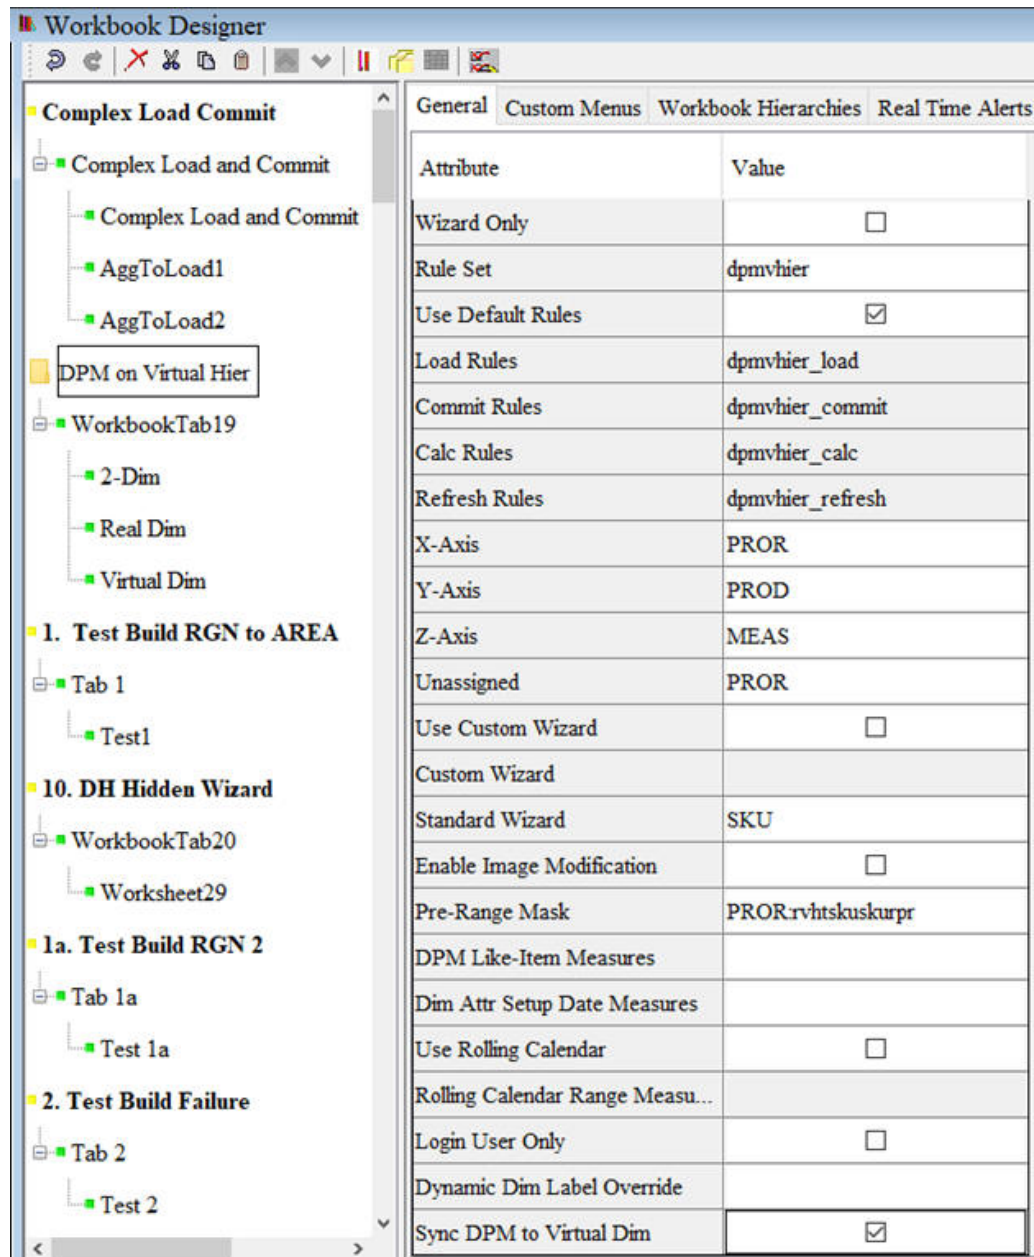 Workbook Designer
Complex Load Commit
Complex Load and Commit
Complex Load and Commit
AggToLoad1
AggToLoad2
DPM on Virtual Hier
WorkbookTab19
2-Dim
Real Dim
Virtual Dim
1. Test Build RGN to AREA
Tab 1
Test1
10. DH Hidden Wizard
WorkbookTab20
Worksheet29
1a. Test Build RGN 2
Tab 1a
Test 1a
2. Test Build Failure
Tab 2
Test 2
General Custom Menus Workbook Hierarchies Real Time Alerts
Attribute Value
Wizard Only
Rule Set dpmvhier
Use Default Rules
Load Rules dpmvhier_load
Commit Rules dpmvhier_commit
Calc Rules dpmvhier_calc
Refresh Rules dpmvhier_refresh
X-Axis PROR
Y-Axis PROD
Z-Axis MEAS
Unassigned PROR
Use Custom Wizard
Custom Wizard
Standard Wizard SKU
Enable Image Modification
Pre-Range Mask PROR:rvhtskuskurpr
DPM Like-Item Measures
Dim Attr Setup Date Measures
Use Rolling Calendar
Rolling Calendar Range Measu...
Login User Only
Dynamic Dim Label Override
Sync DPM to Virtual Dim